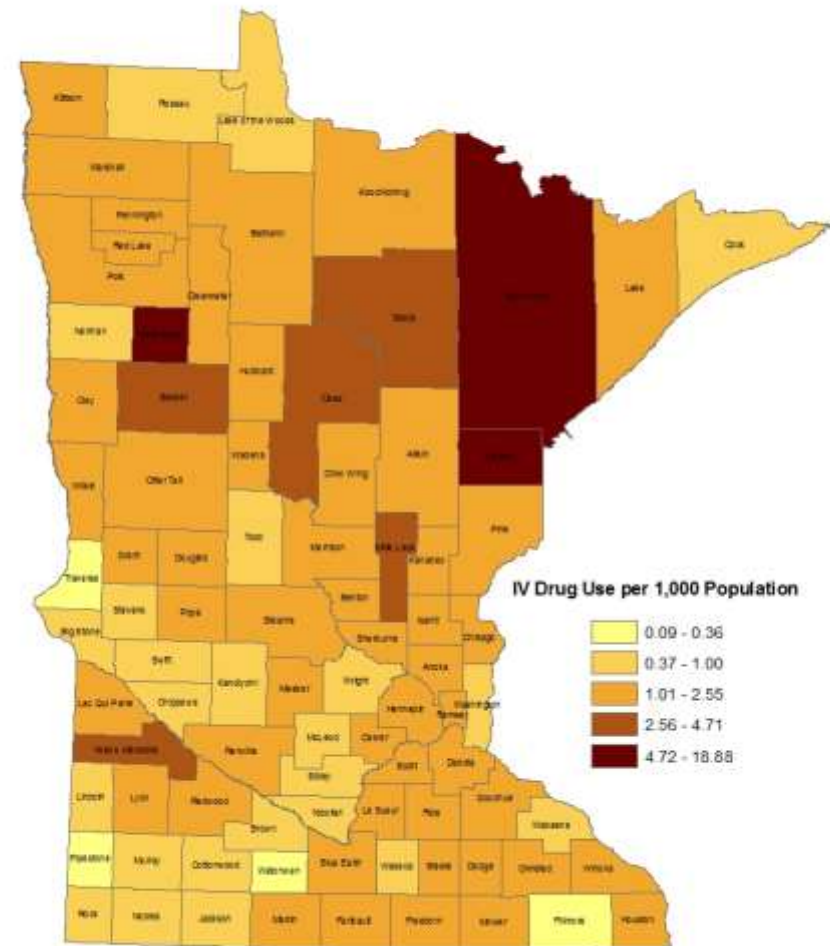 Kittson
Roseau
Lake of the Woods
Marshall
Koochiching
Pennington
Beltrami
Red Lake
Cook
Polk
Clearwater
Lake
Itasca
Norman
Hubbard
Cass
Clay
Becker
Aitkin
Wadena
Crow Wing
Wilkin
Otter Tail
Pine
Todd
Mille Lacs
Morrison
Kanabec
Grant
Douglas
Traverse
Benton
IV Drug Use per 1,000 Population
Stevens
Pope
Stearns
Isanti
0.09 - 0.36
Big Stone
Sherburne
Chisago
0.37 - 1.00
Swift
Anoka
Kandiyohi
Wright
1.01 - 2.55
Meeker
Chippewa
Washington
Lac Qui Parle
Hennepin
Ramsey
2.56 - 4.71
McLeod
Carver
Renville
4.72 - 18.88
Scott
Dakota
Sibley
Lincoln
Lyon
Redwood
Goodhue
Nicollet
Le Sueur
Rice
Wabasha
Brown
Pipestone
Murray
Cottonwood
Watonwan
Blue Earth
Waseca
Steele
Dodge
Olmsted
Winona
Rock
Nobles
Jackson
Martin
Faribault
Freeborn
Mower
Fillmore
Houston